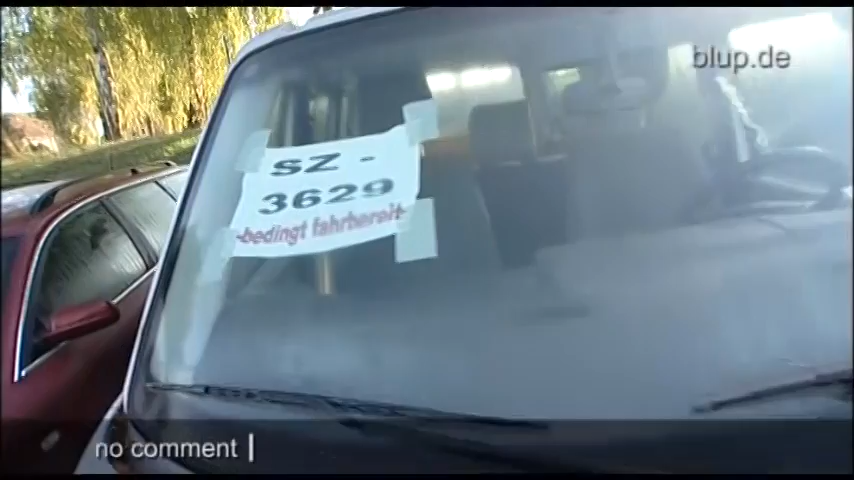 blup.de
SZ -
3629
-bedingt fahrbereit-
no comment